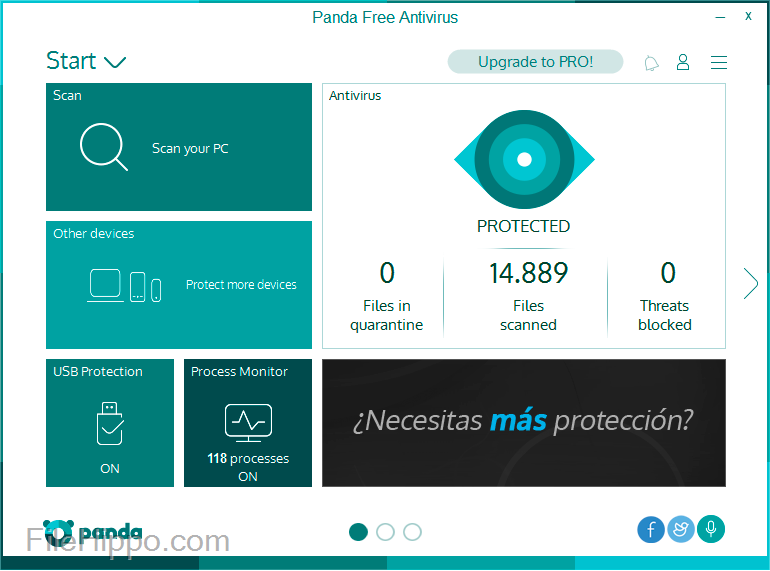 Panda Free Antivirus
Start
Upgrade to PRO!
Scan
Scan your PC
Other devices
Protect more devices
USB Protection
ON
Process Monitor
118 processes
ON
Antivirus
PROTECTED
0
Files in
quarantine
14.889
Files
scanned
0
Threats
blocked
¿Necesitas más protección?
panda
FileHippo.com